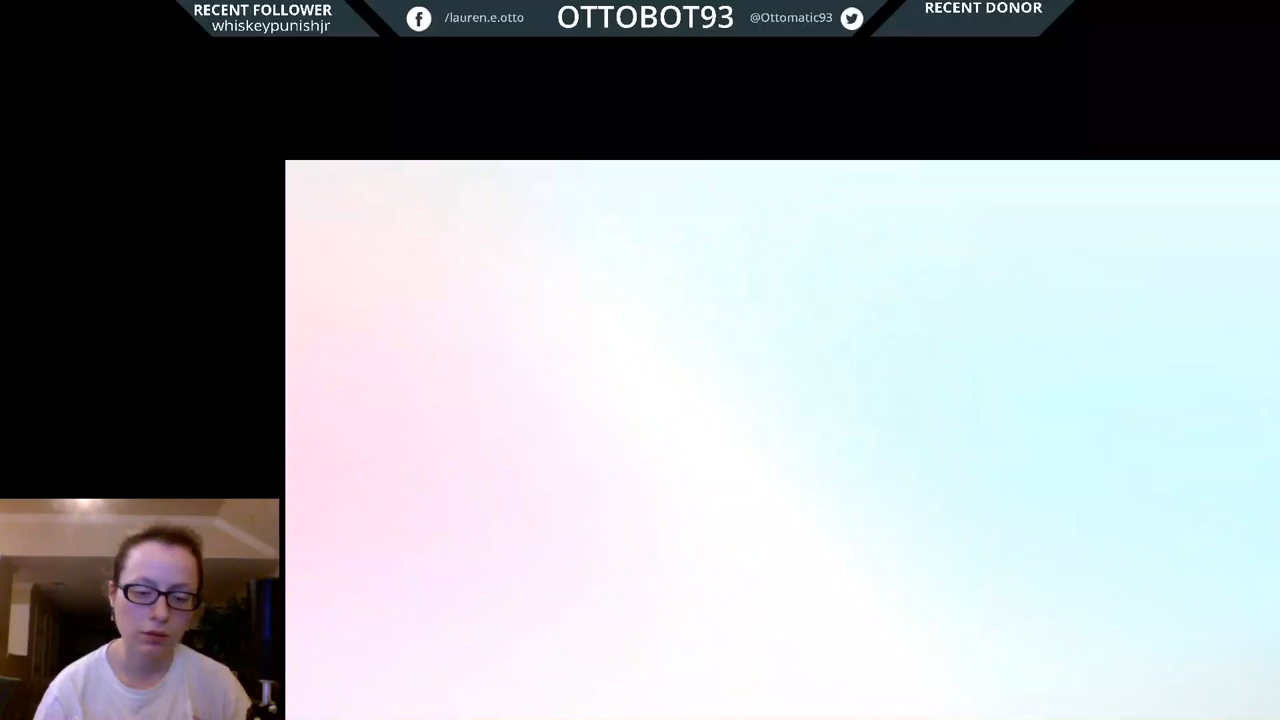 RECENT FOLLOWER
whiskeypunishjr
f /lauren.e.otto
OTTOBOT93
@Ottomatic93
RECENT DONOR